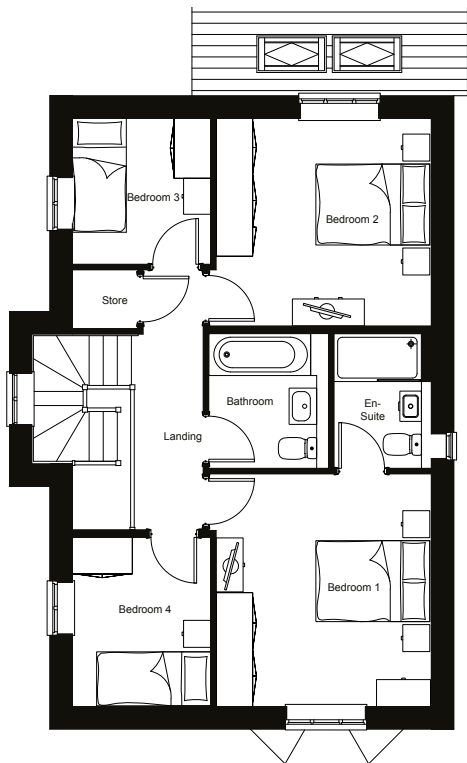 Bedroom 3
Bedroom 2
Store
Bathroom
En-
Suite
Landing
Bedroom 1
Bedroom 4